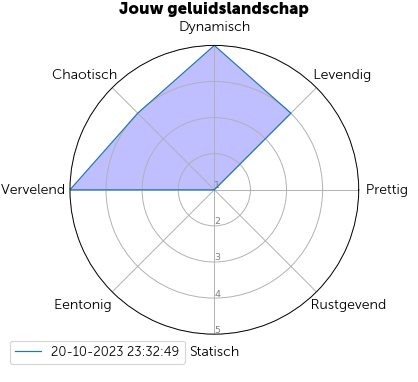 Jouw geluidslandschap
Dynamisch
Chaotisch
Levendig
Vervelend
1
Prettig
2
3
4
Eentonig
Rustgevend
5
20-10-2023 23:32:49
Statisch